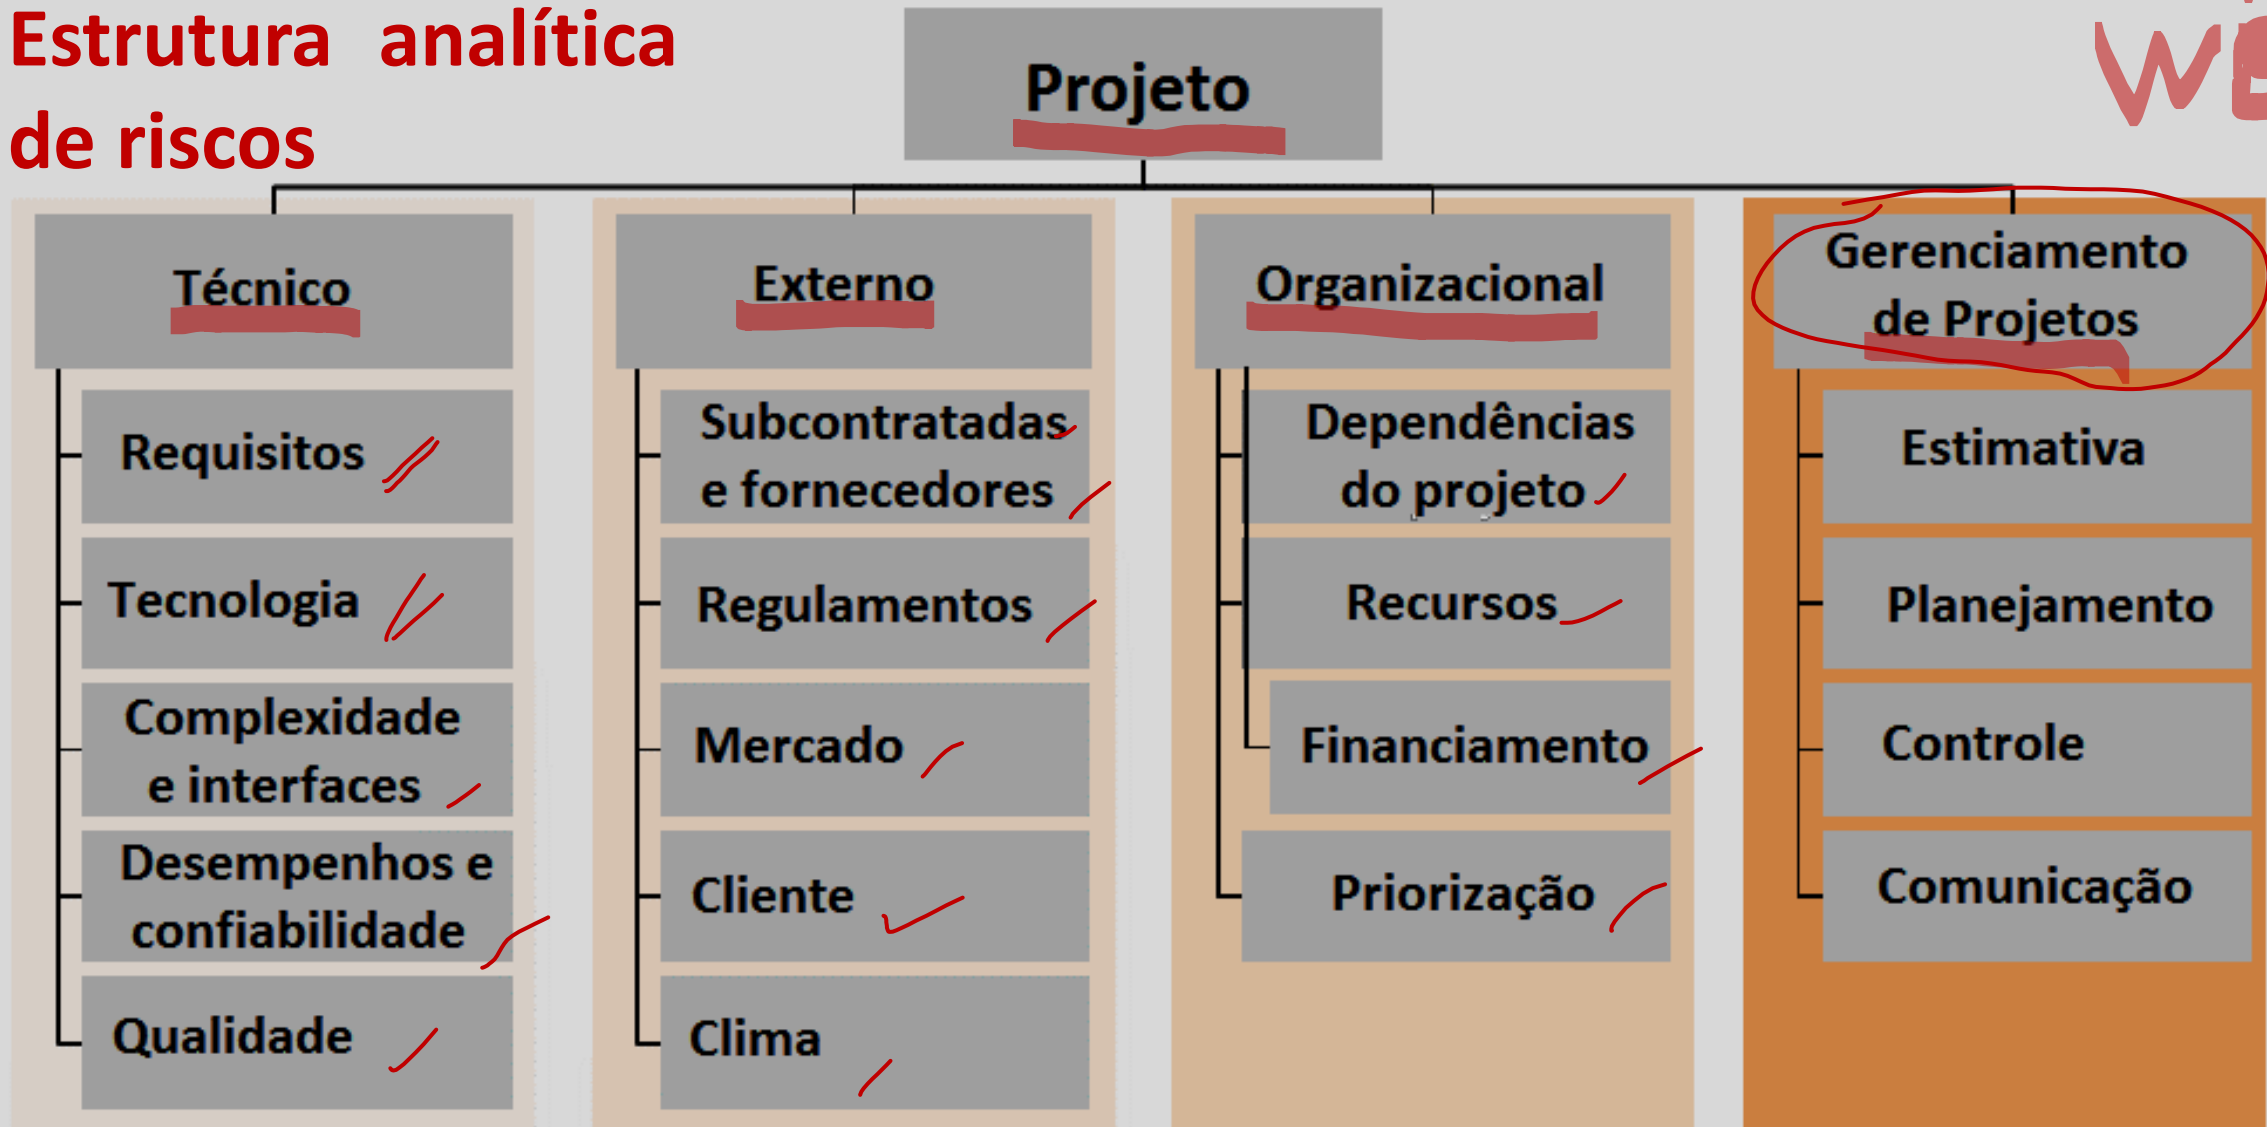 Estrutura analítica
de riscos
Projeto
Técnico
Requisitos
Tecnologia
Complexidade
e interfaces
Desempenhos e
confiabilidade
Qualidade
Externo
Subcontratadas
e fornecedores
Regulamentos
Mercado
Cliente
Clima
Organizacional
Dependências
do projeto
Recursos
Financiamento
Priorização
Gerenciamento
de Projetos
Estimativa
Planejamento
Controle
Comunicação